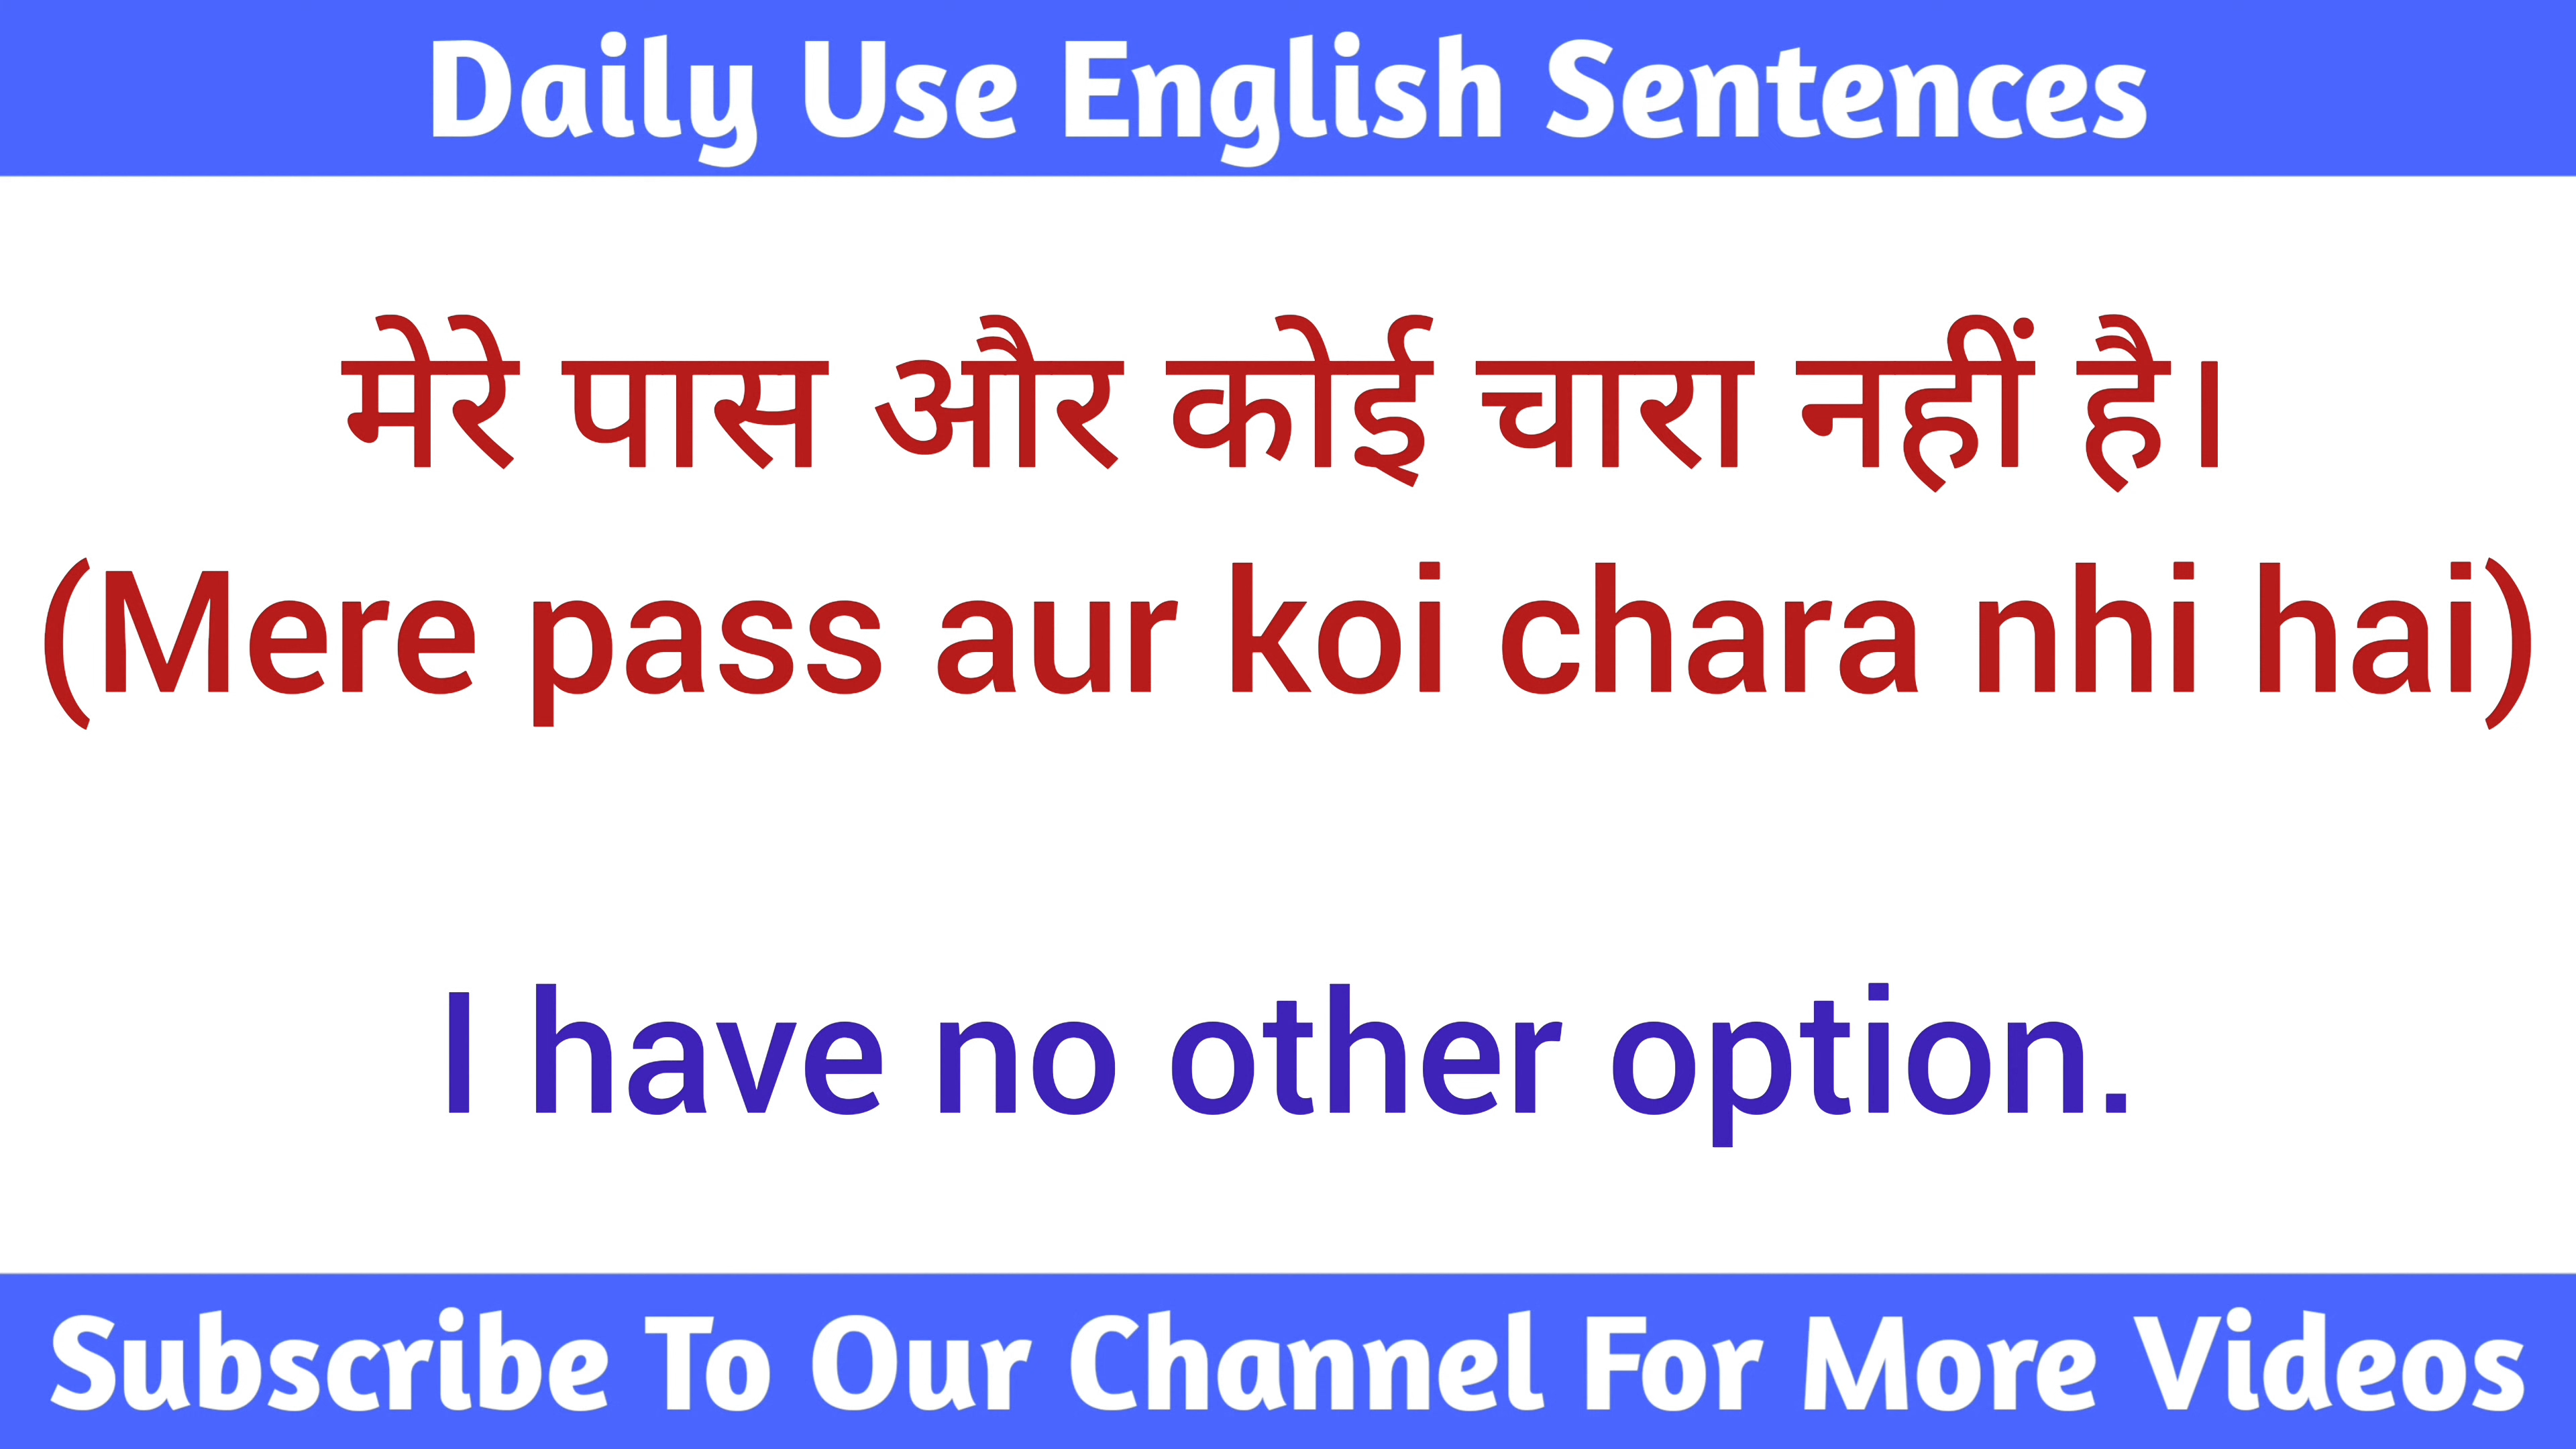 Daily Use English Sentences
मेरे पास और कोई चारा नहीं है।
(Mere pass aur koi chara nhi hai)
I have no other option.
Subscribe To Our Channel For More Videos